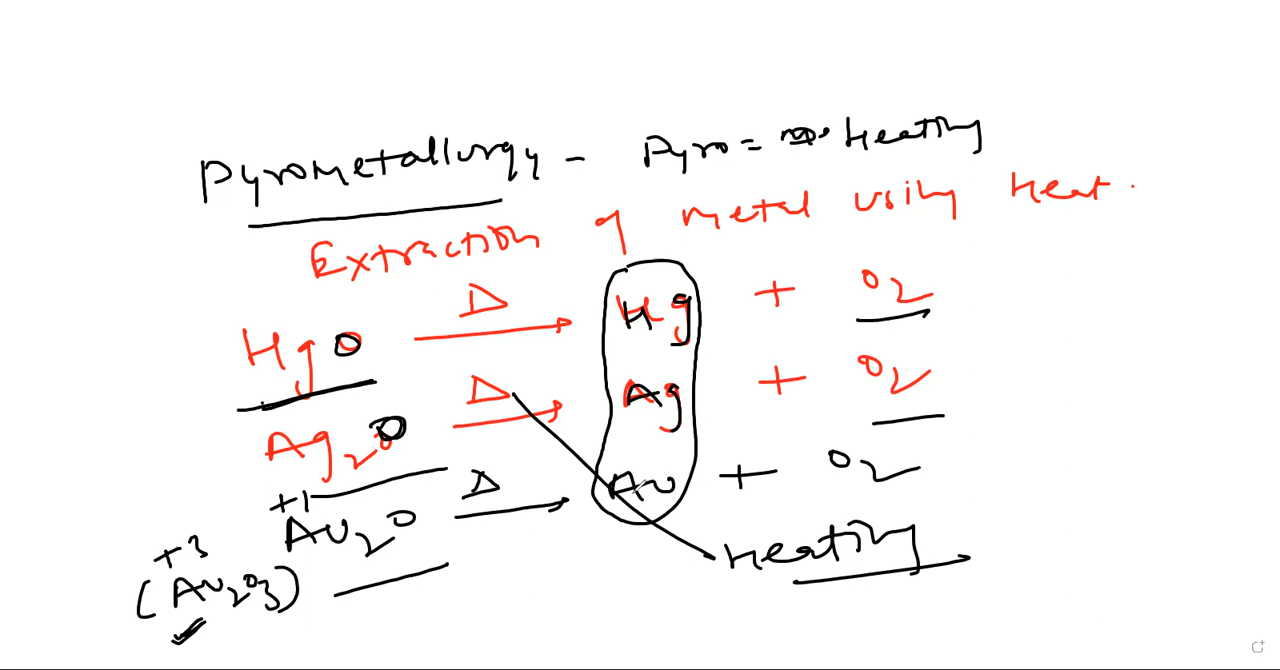 Pyrometallurgy - Pyro = Heating
Extraction of metal using Heat.
HgO Δ → Hg + O2
Ag2O Δ → Ag + O2
+1
Au2O Δ → Au + O2
+3
(Au2O3)
Heating